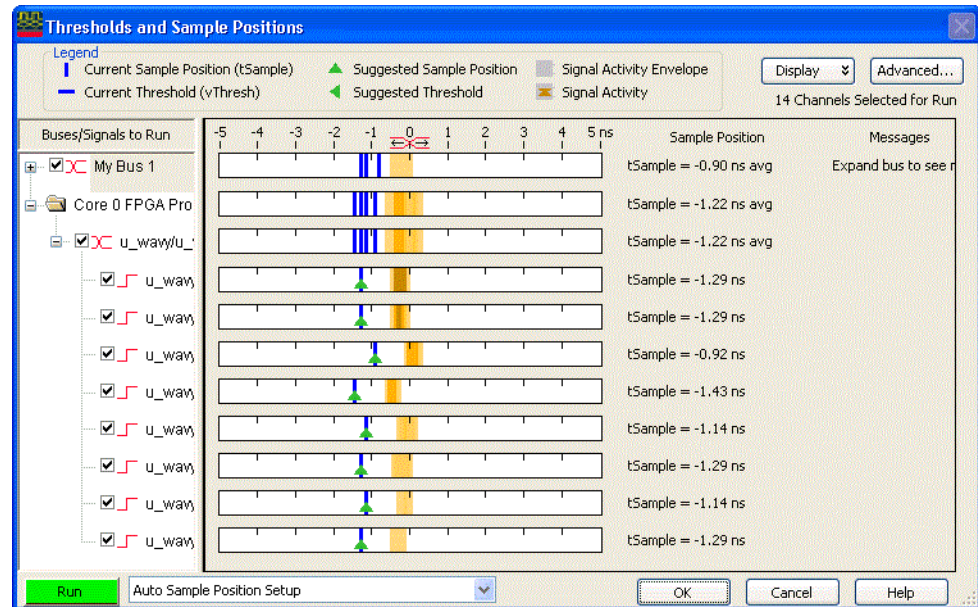 Thresholds and Sample Positions
Legend
Current Sample Position (tSample) Suggested Sample Position Signal Activity Envelope
Current Threshold (vThresh) Suggested Threshold Signal Activity
Display Advanced...
14 Channels Selected for Run
Buses/Signals to Run -5 -4 -3 -2 -1 0 1 2 3 4 5 ns Sample Position Messages
My Bus 1 tSample = -0.90 ns avg Expand bus to see r
Core 0 FPGA Pro tSample = -1.22 ns avg
u_wavy/u_ tSample = -1.22 ns avg
u_wavy tSample = -1.29 ns
u_wavy tSample = -1.29 ns
u_wavy tSample = -0.92 ns
u_wavy tSample = -1.43 ns
u_wavy tSample = -1.14 ns
u_wavy tSample = -1.29 ns
u_wavy tSample = -1.14 ns
u_wavy tSample = -1.29 ns
Run Auto Sample Position Setup OK Cancel Help